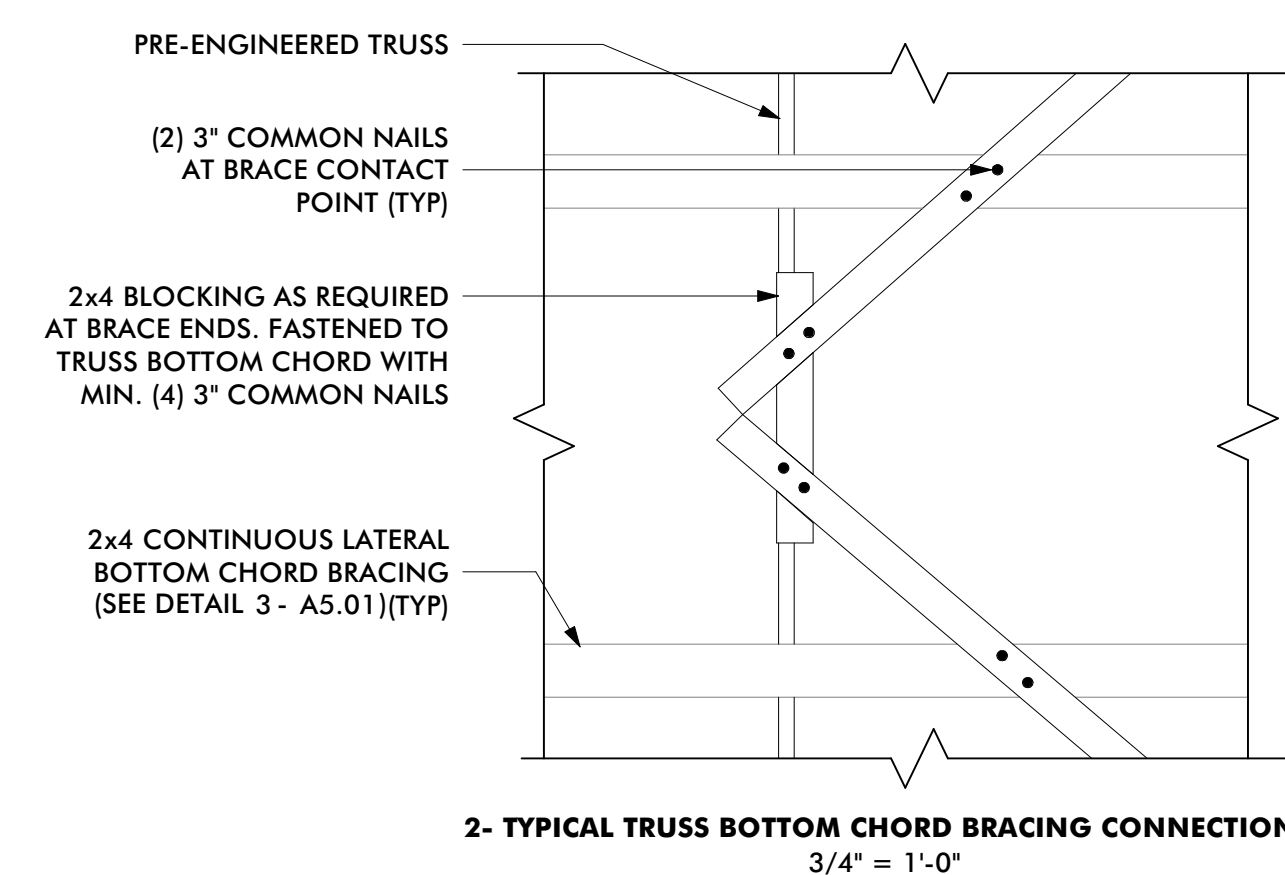 PRE-ENGINEERED TRUSS
(2) 3" COMMON NAILS
AT BRACE CONTACT
POINT (TYP)
2x4 BLOCKING AS REQUIRED
AT BRACE ENDS. FASTENED TO
TRUSS BOTTOM CHORD WITH
MIN. (4) 3" COMMON NAILS
2x4 CONTINUOUS LATERAL
BOTTOM CHORD BRACING
(SEE DETAIL 3 - A5.01)(TYP)
2- TYPICAL TRUSS BOTTOM CHORD BRACING CONNECTION
3/4" = 1'-0"